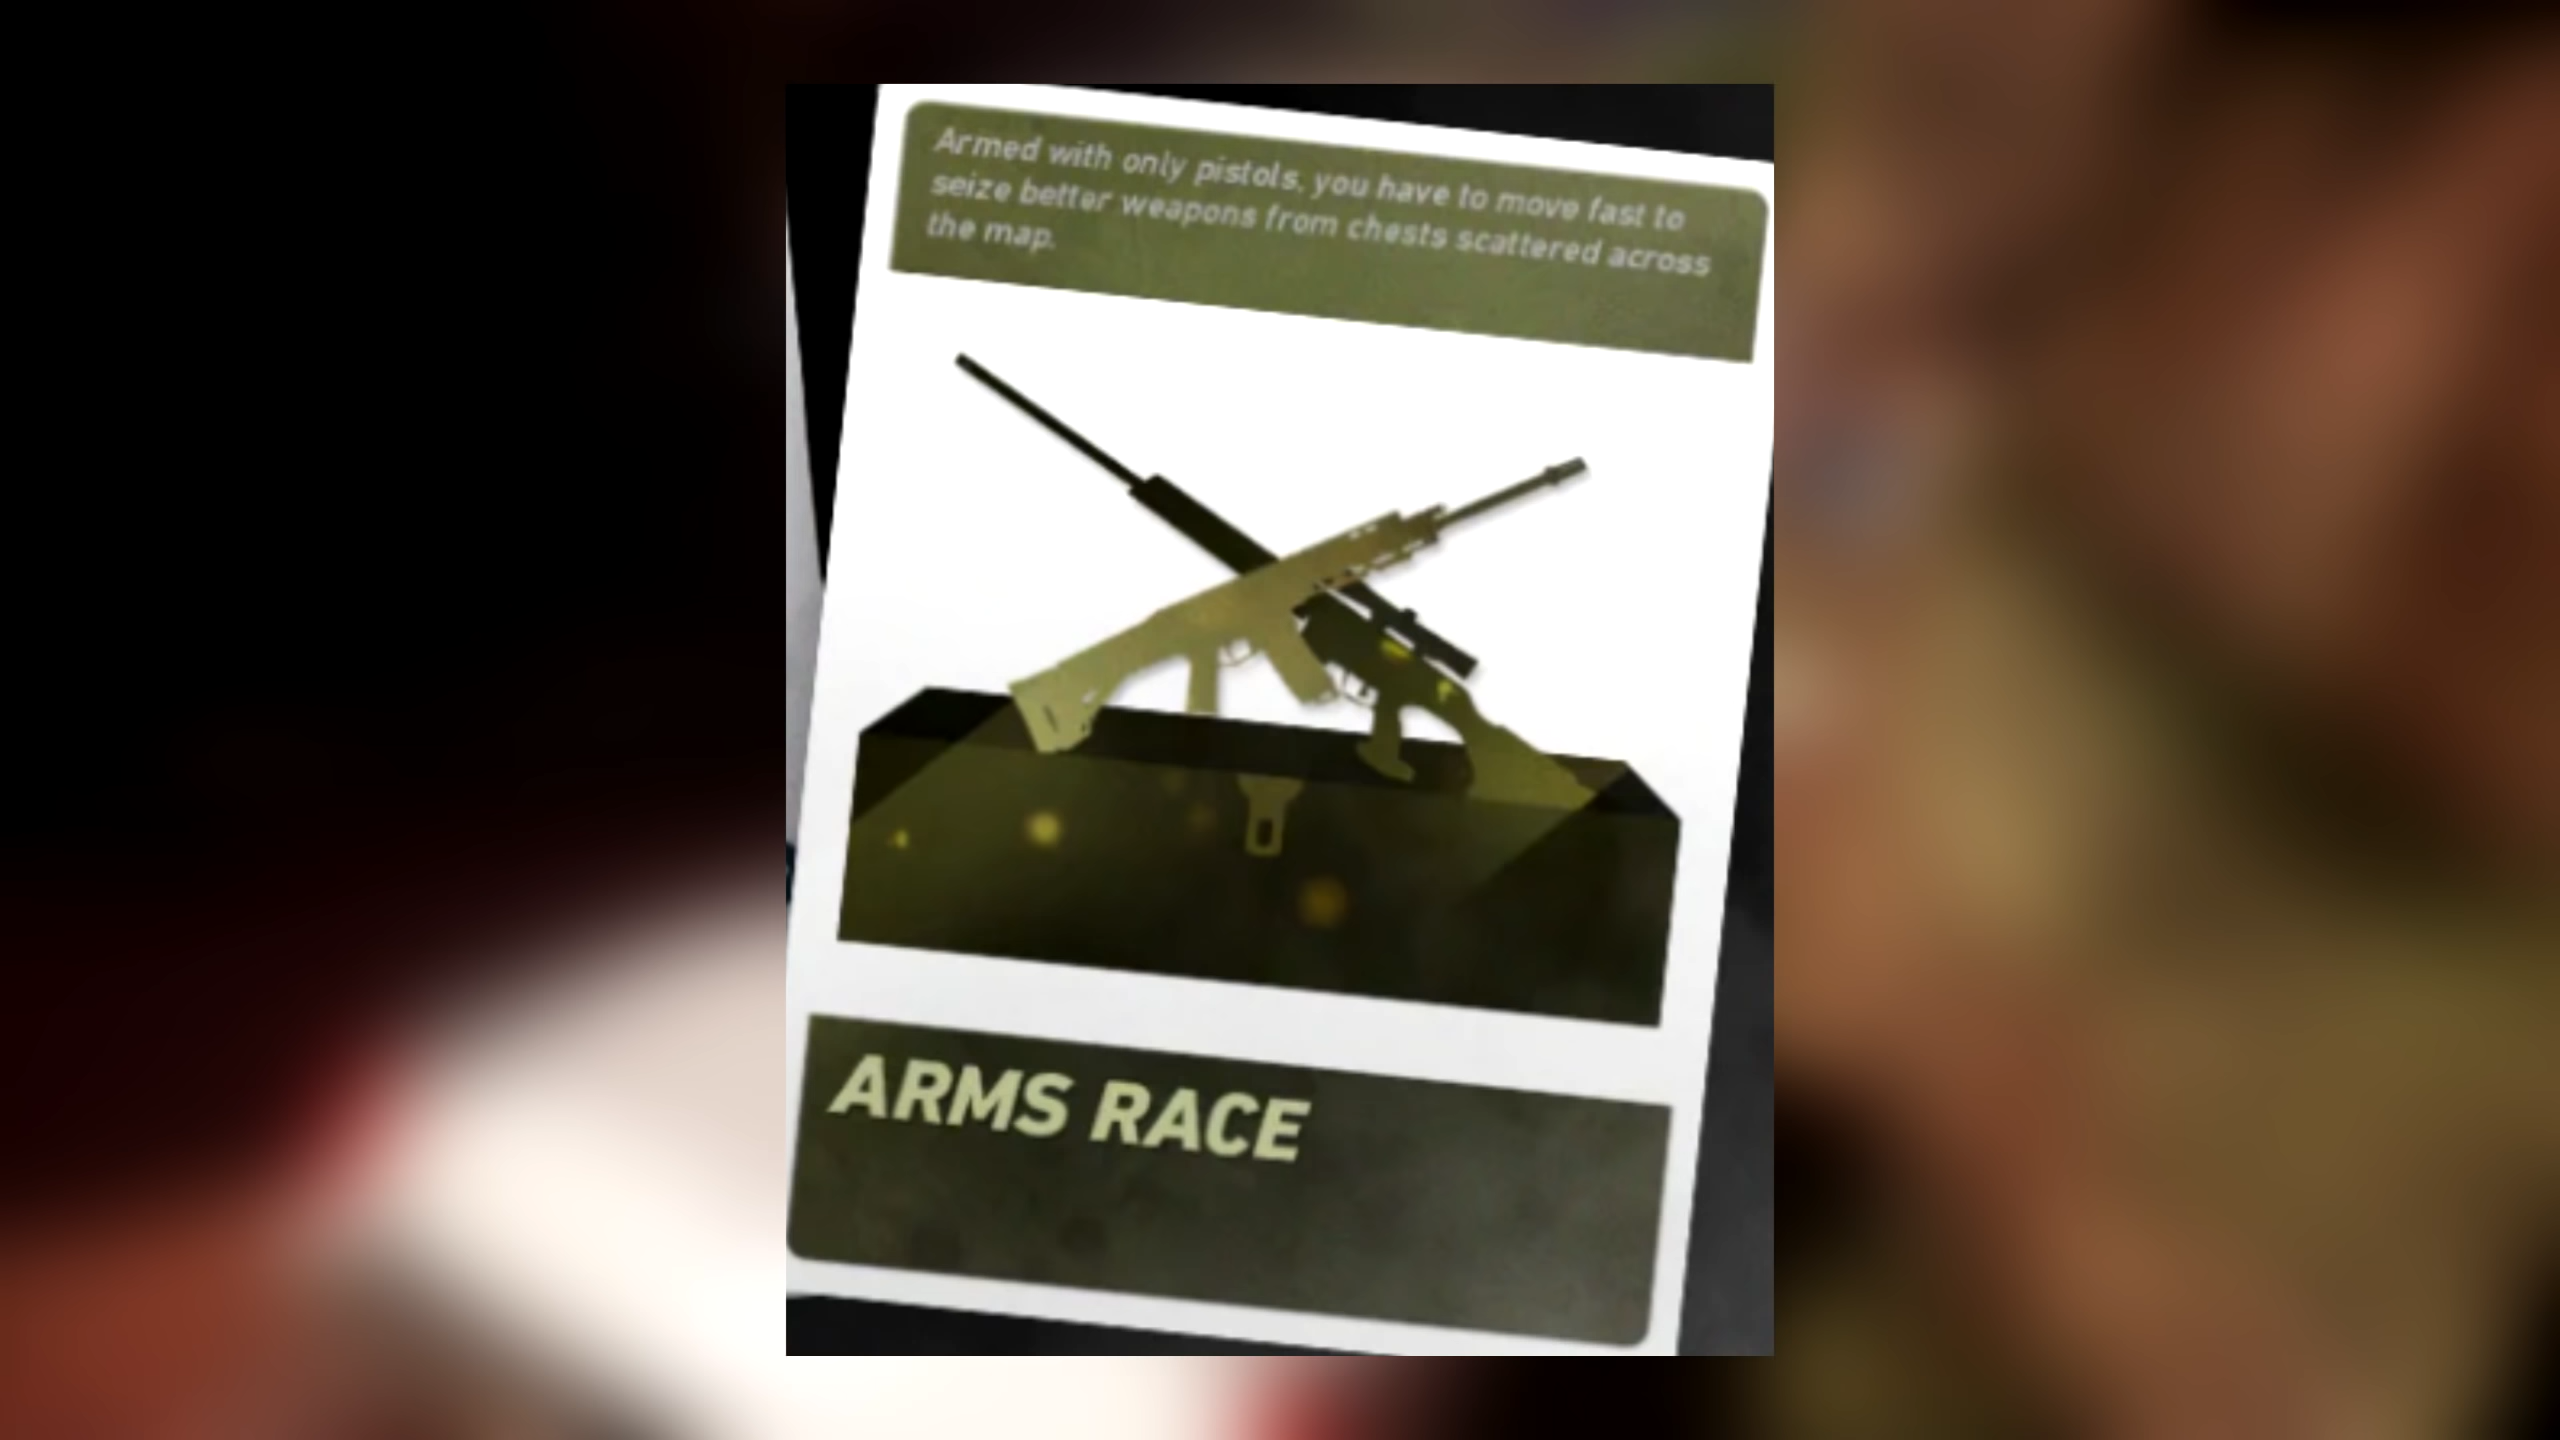 Armed with only pistols, you have to move fast to
seize better weapons from chests scattered across
the map.
ARMS RACE